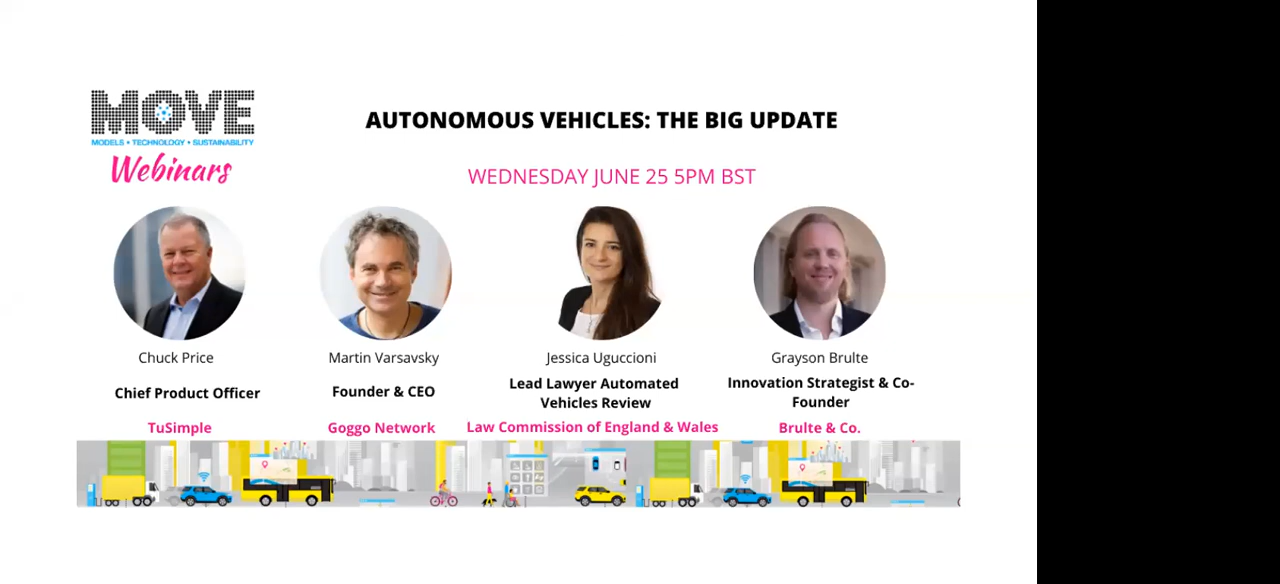 MOVE
MODELS • TECHNOLOGY • SUSTAINABILITY
Webinars
AUTONOMOUS VEHICLES: THE BIG UPDATE
WEDNESDAY JUNE 25 5PM BST
Chuck Price
Chief Product Officer
TuSimple
Martin Varsavsky
Founder & CEO
Goggo Network
Jessica Uguccioni
Lead Lawyer Automated
Vehicles Review
Law Commission of England & Wales
Grayson Brulte
Innovation Strategist & Co-
Founder
Brulte & Co.